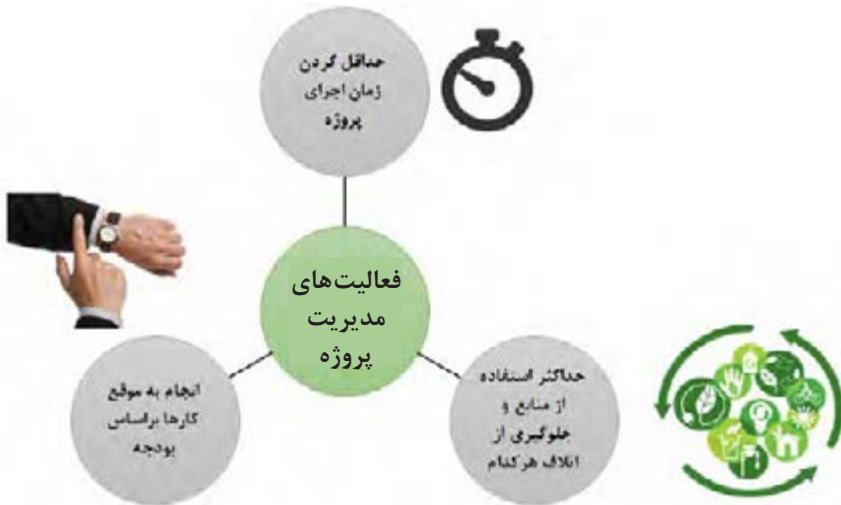 حداقل کردن
زمان اجرای
پروژه
فعالیت‌های
مدیریت
پروژه
حداکثر استفاده
از منابع و
جلوگیری از
اتلاف هرکدام
انجام به موقع
کارها براساس
بودجه